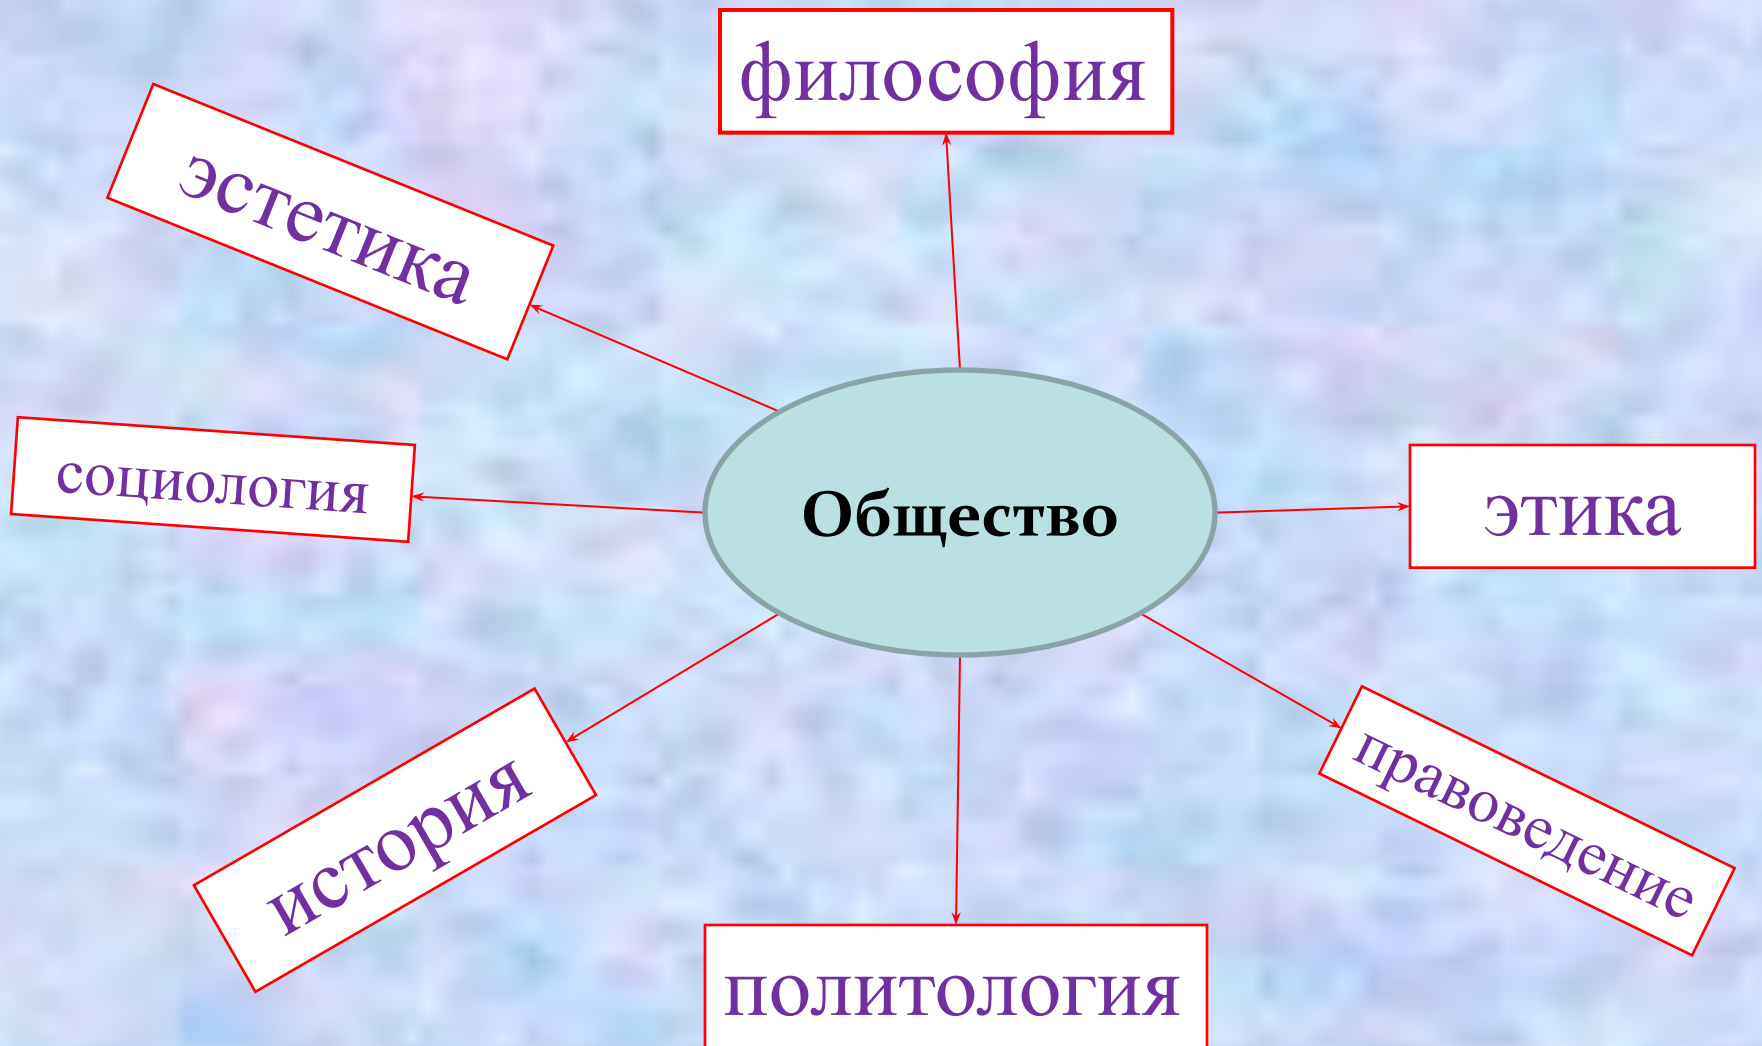 философия
эстетика
социология
Общество
этика
история
правоведение
политология